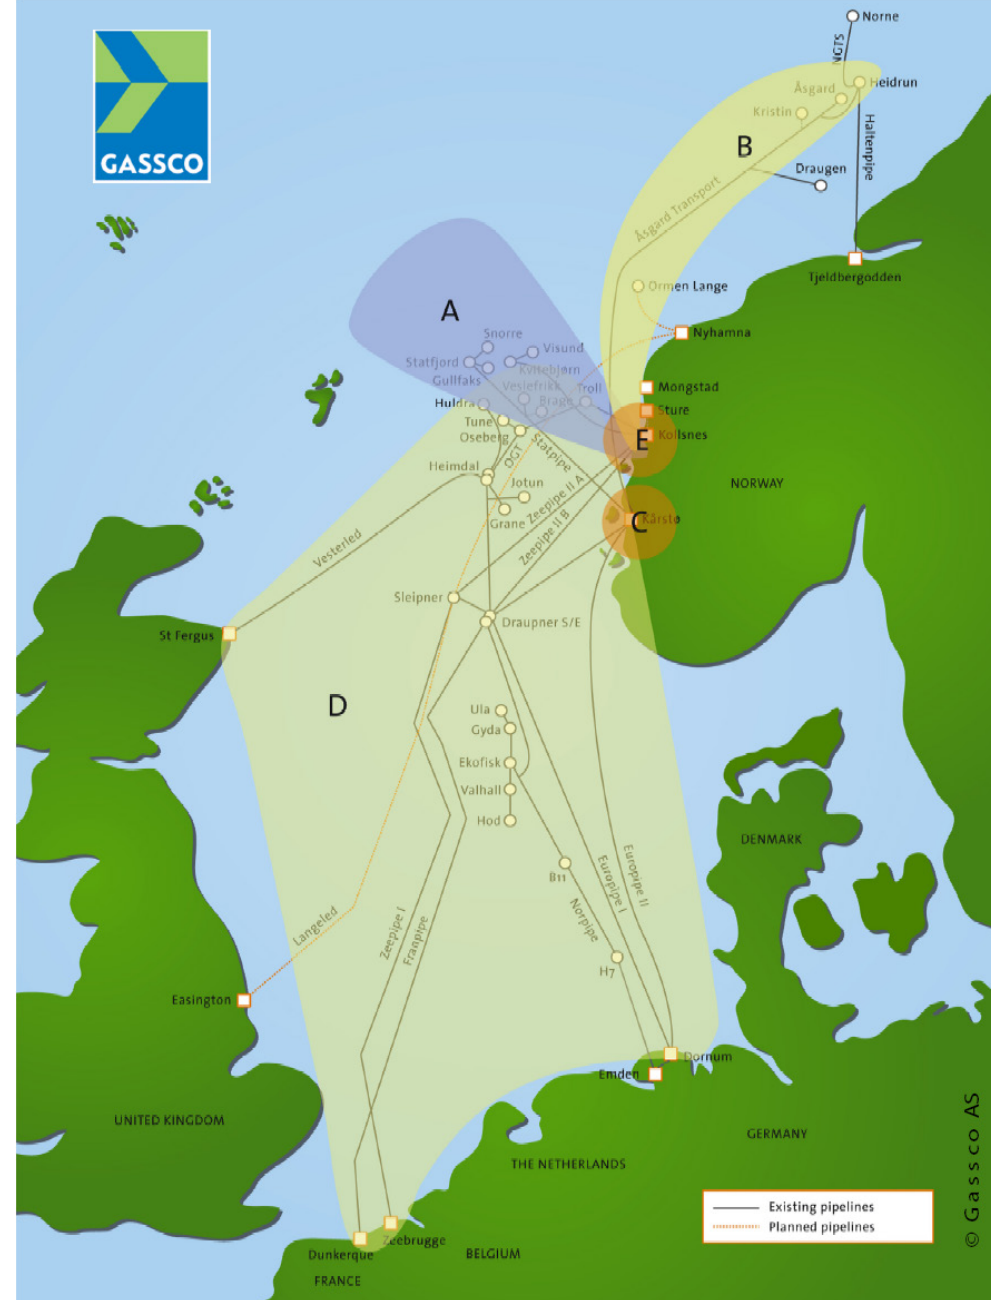 Norne
NGTS
GASSCO
Heidrun
Åsgard
Kristin
Haltenpipe
B
Draugen
Åsgard Transport
Tjeldbergodden
Ormen Lange
A
Nyhamna
Snorre
Visund
Statfjord
Kvitebjørn
Gullfaks
Veslefrikk
Troll
Mongstad
Huldra
Brage
Sture
Tune
Oseberg
E
Kollsnes
Statpipe
OGT
Heimdal
Jotun
NORWAY
Zeepipe II A
Grane
C
Kårstø
Zeepipe II B
Vesterled
Sleipner
Draupner S/E
St Fergus
D
Ula
Gyda
Ekofisk
Valhall
Hod
DENMARK
B11
Europipe II
Europipe I
Norpipe
Langeled
Zeepipe I
Franpipe
H7
Easington
Dornum
Emden
UNITED KINGDOM
GERMANY
THE NETHERLANDS
Existing pipelines
Planned pipelines
Zeebrugge
Dunkerque
BELGIUM
FRANCE
© Gassco AS